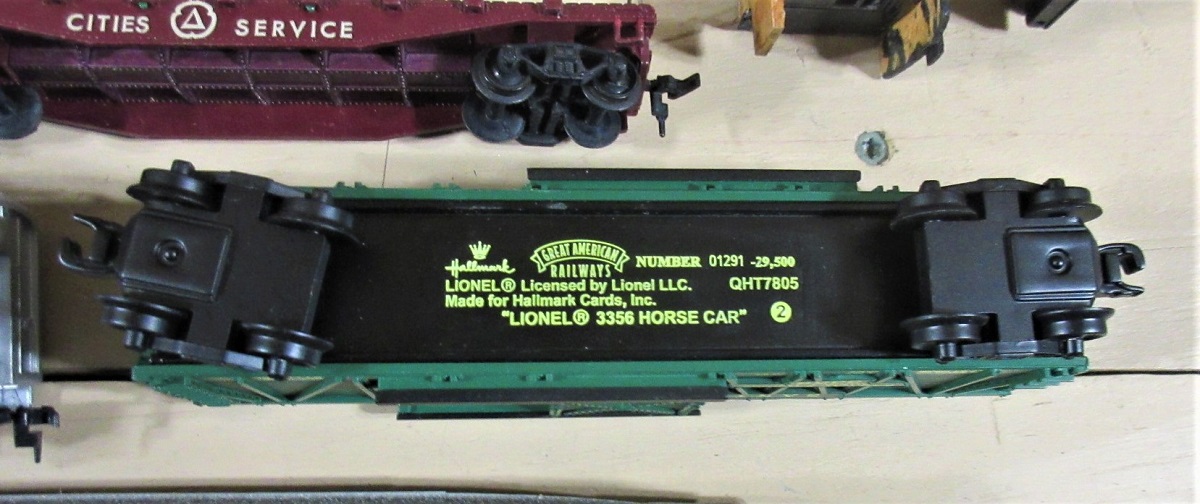 CITIES SERVICE
Hallmark GREAT AMERICAN RAILWAYS NUMBER 01291 -29,500
LIONEL® Licensed by Lionel LLC. QHT7805
Made for Hallmark Cards, Inc.
"LIONEL® 3356 HORSE CAR" 2